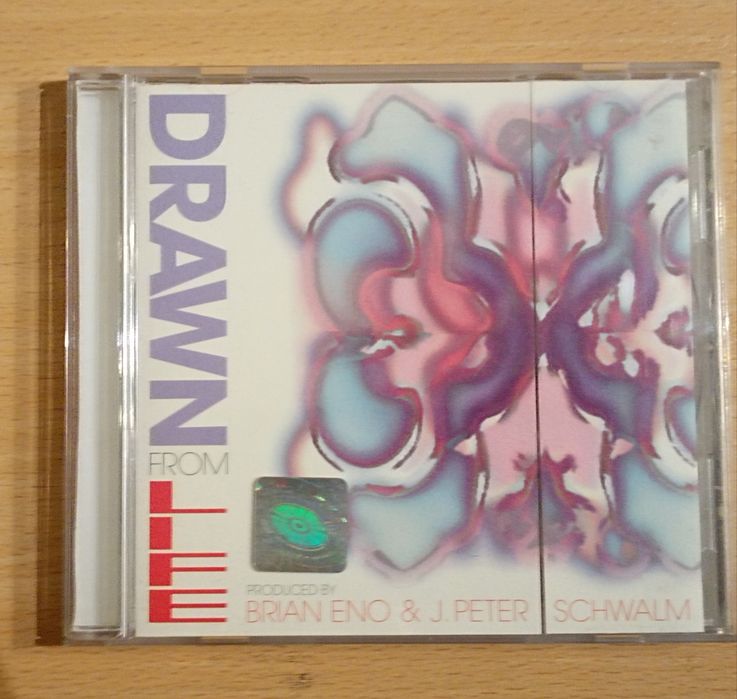 DRAWN
FROM
LIFE
PRODUCED BY
BRIAN ENO & J. PETER SCHWALM